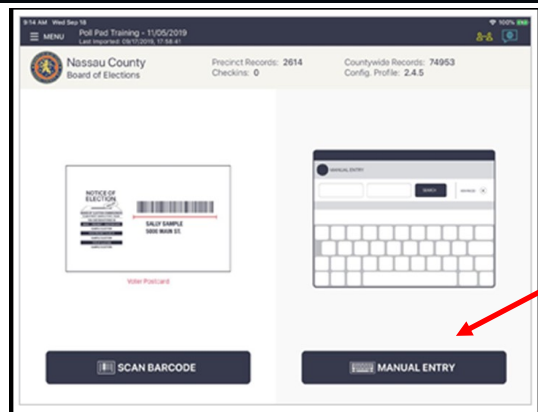 9:14 AM Wed Sep 18
100%
MENU
Poll Pad Training - 11/05/2019
Last Imported: 09/17/2019, 17:58:41
Nassau County
Board of Elections
Precinct Records: 2614
Checkins: 0
Countywide Records: 74953
Config. Profile: 2.4.5
NOTICE OF
ELECTION
SALLY SAMPLE
5000 MAIN ST.
Voter Postcard
MANUAL ENTRY
SEARCH
SCAN BARCODE
MANUAL ENTRY